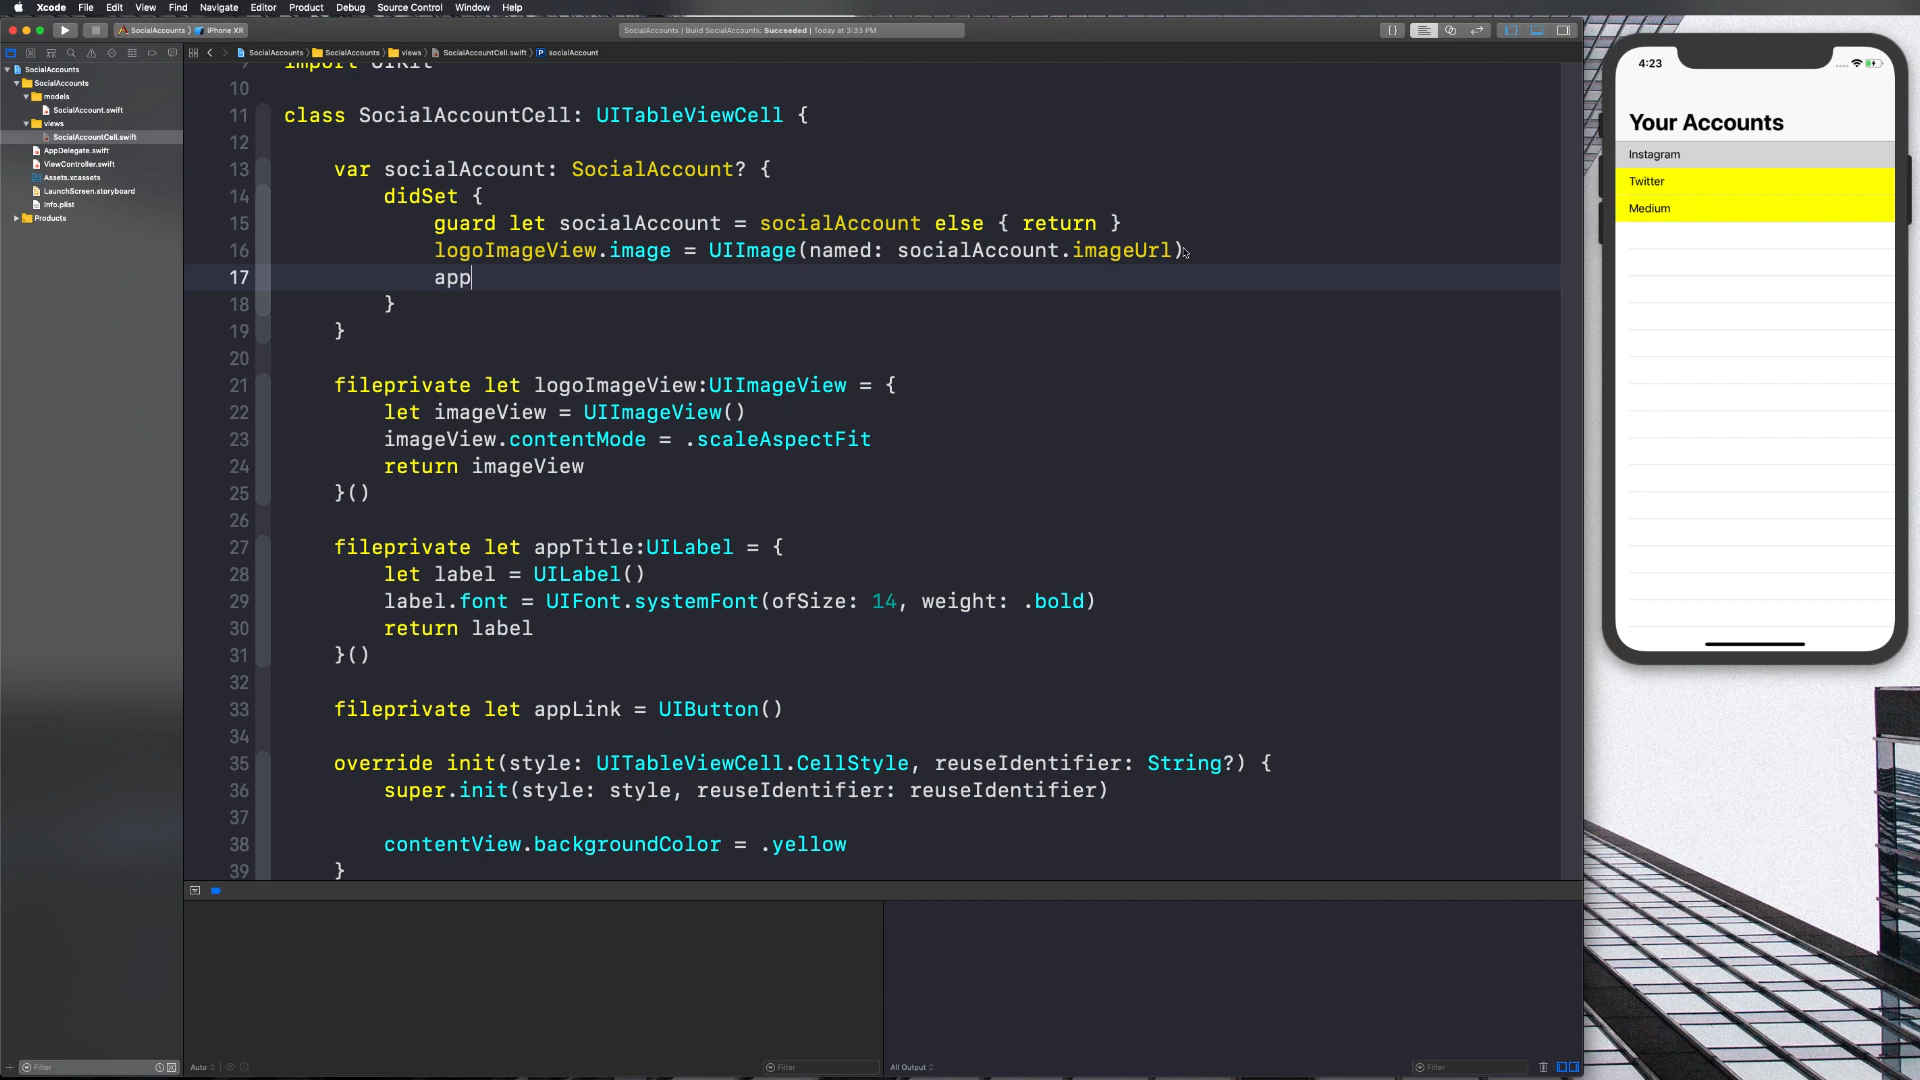 Xcode File Edit View Find Navigate Editor Product Debug Source Control Window Help
SocialAccounts iPhone XR
SocialAccounts | Build SocialAccounts: Succeeded | Today at 3:33 PM
SocialAccounts SocialAccounts views SocialAccountCell.swift P socialAccount
SocialAccounts
SocialAccounts
models
SocialAccount.swift
views
SocialAccountCell.swift
AppDelegate.swift
ViewController.swift
Assets.xcassets
LaunchScreen.storyboard
Info.plist
Products
9 import UIKit
10
11 class SocialAccountCell: UITableViewCell {
12
13 var socialAccount: SocialAccount? {
14 didSet {
15 guard let socialAccount = socialAccount else { return }
16 logoImageView.image = UIImage(named: socialAccount.imageUrl)
17 app
18 }
19 }
20
21 fileprivate let logoImageView:UIImageView = {
22 let imageView = UIImageView()
23 imageView.contentMode = .scaleAspectFit
24 return imageView
25 }()
26
27 fileprivate let appTitle:UILabel = {
28 let label = UILabel()
29 label.font = UIFont.systemFont(ofSize: 14, weight: .bold)
30 return label
31 }()
32
33 fileprivate let appLink = UIButton()
34
35 override init(style: UITableViewCell.CellStyle, reuseIdentifier: String?) {
36 super.init(style: style, reuseIdentifier: reuseIdentifier)
37
38 contentView.backgroundColor = .yellow
39 }
4:23
Your Accounts
Instagram
Twitter
Medium
Filter
Auto
Filter
All Output
Filter